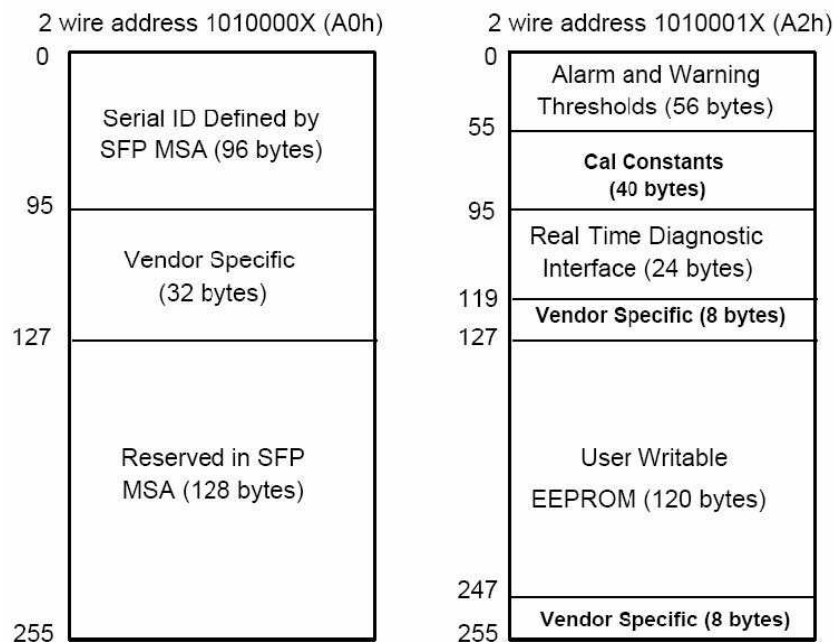 2 wire address 1010000X (A0h)
0
Serial ID Defined by
SFP MSA (96 bytes)
95
Vendor Specific
(32 bytes)
127
Reserved in SFP
MSA (128 bytes)
255
2 wire address 1010001X (A2h)
0
Alarm and Warning
Thresholds (56 bytes)
55
Cal Constants
(40 bytes)
95
Real Time Diagnostic
Interface (24 bytes)
119
Vendor Specific (8 bytes)
127
User Writable
EEPROM (120 bytes)
247
Vendor Specific (8 bytes)
255